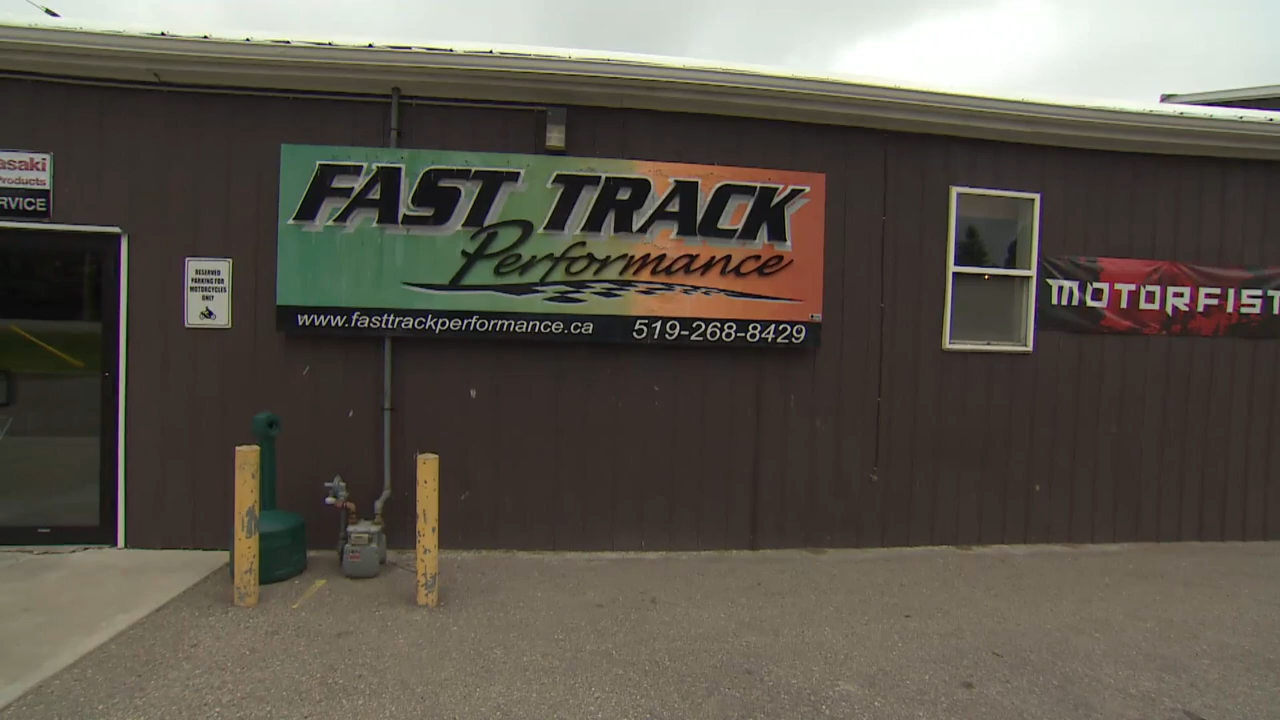 asaki
Products
RVICE
RESERVED
PARKING FOR
MOTORCYCLES
ONLY
FAST TRACK
Performance
www.fasttrackperformance.ca 519-268-8429
MOTORFIST